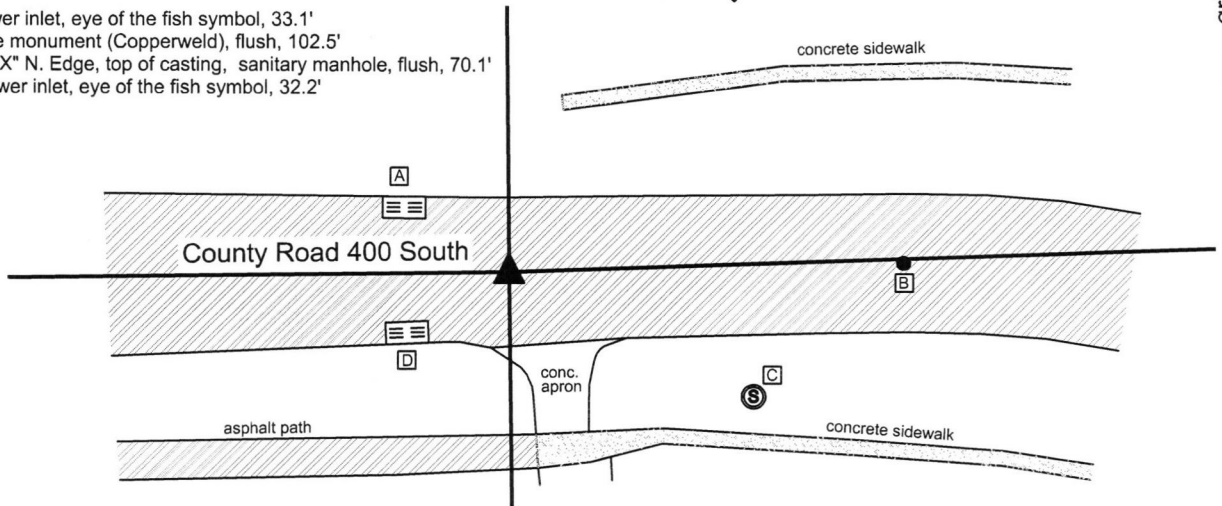 inlet, eye of the fish symbol, 33.1'
monument (Copperweld), flush, 102.5'
X" N. Edge, top of casting, sanitary manhole, flush, 70.1'
inlet, eye of the fish symbol, 32.2'
concrete sidewalk
A
County Road 400 South
B
D
conc.
apron
C
S
asphalt path
concrete sidewalk